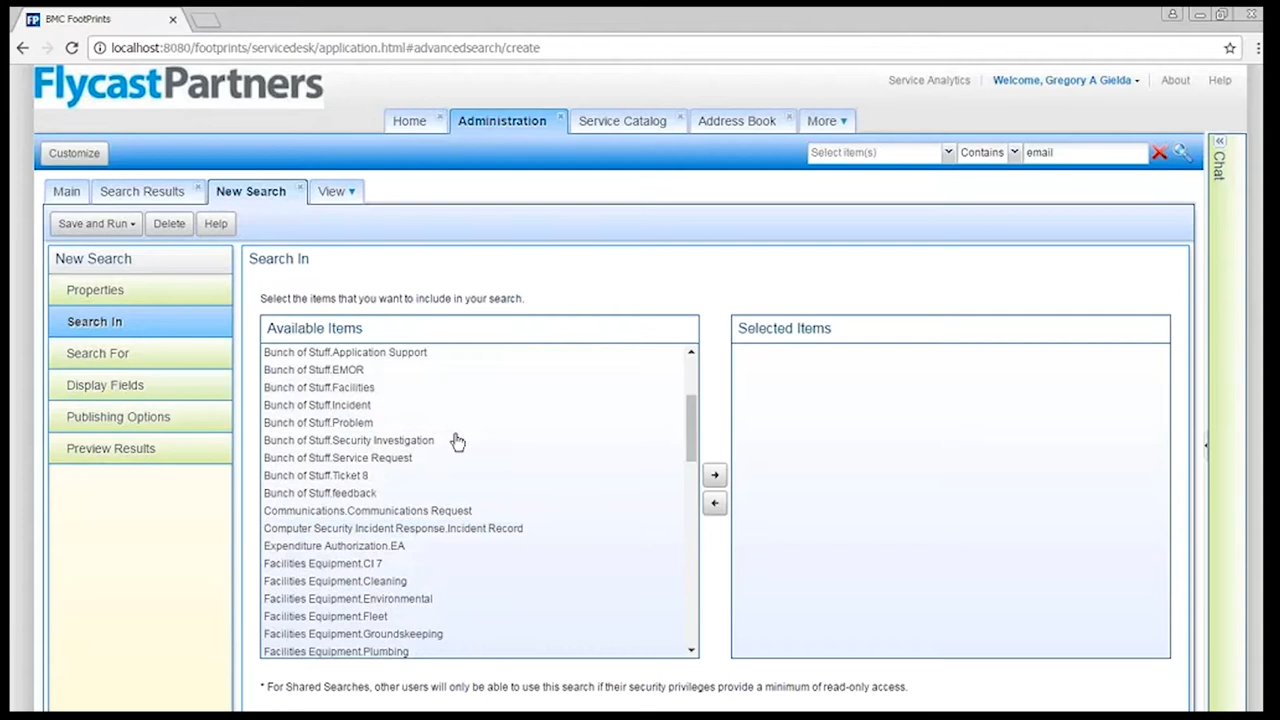 FP BMC FootPrints
localhost:8080/footprints/servicedesk/application.html#advancedsearch/create
FlycastPartners
Service Analytics Welcome, Gregory A Gielda About Help
Home Administration Service Catalog Address Book More
Customize Select item(s) Contains email
Chat
Main Search Results New Search View
Save and Run Delete Help
New Search
Properties
Search In
Search For
Display Fields
Publishing Options
Preview Results
Search In
Select the items that you want to include in your search.
Available Items
Bunch of Stuff.Application Support
Bunch of Stuff.EMOR
Bunch of Stuff.Facilities
Bunch of Stuff.Incident
Bunch of Stuff.Problem
Bunch of Stuff.Security Investigation
Bunch of Stuff.Service Request
Bunch of Stuff.Ticket 8
Bunch of Stuff.feedback
Communications.Communications Request
Computer Security Incident Response.Incident Record
Expenditure Authorization.EA
Facilities Equipment.CI 7
Facilities Equipment.Cleaning
Facilities Equipment.Environmental
Facilities Equipment.Fleet
Facilities Equipment.Groundskeeping
Facilities Equipment.Plumbing
Selected Items
* For Shared Searches, other users will only be able to use this search if their security privileges provide a minimum of read-only access.